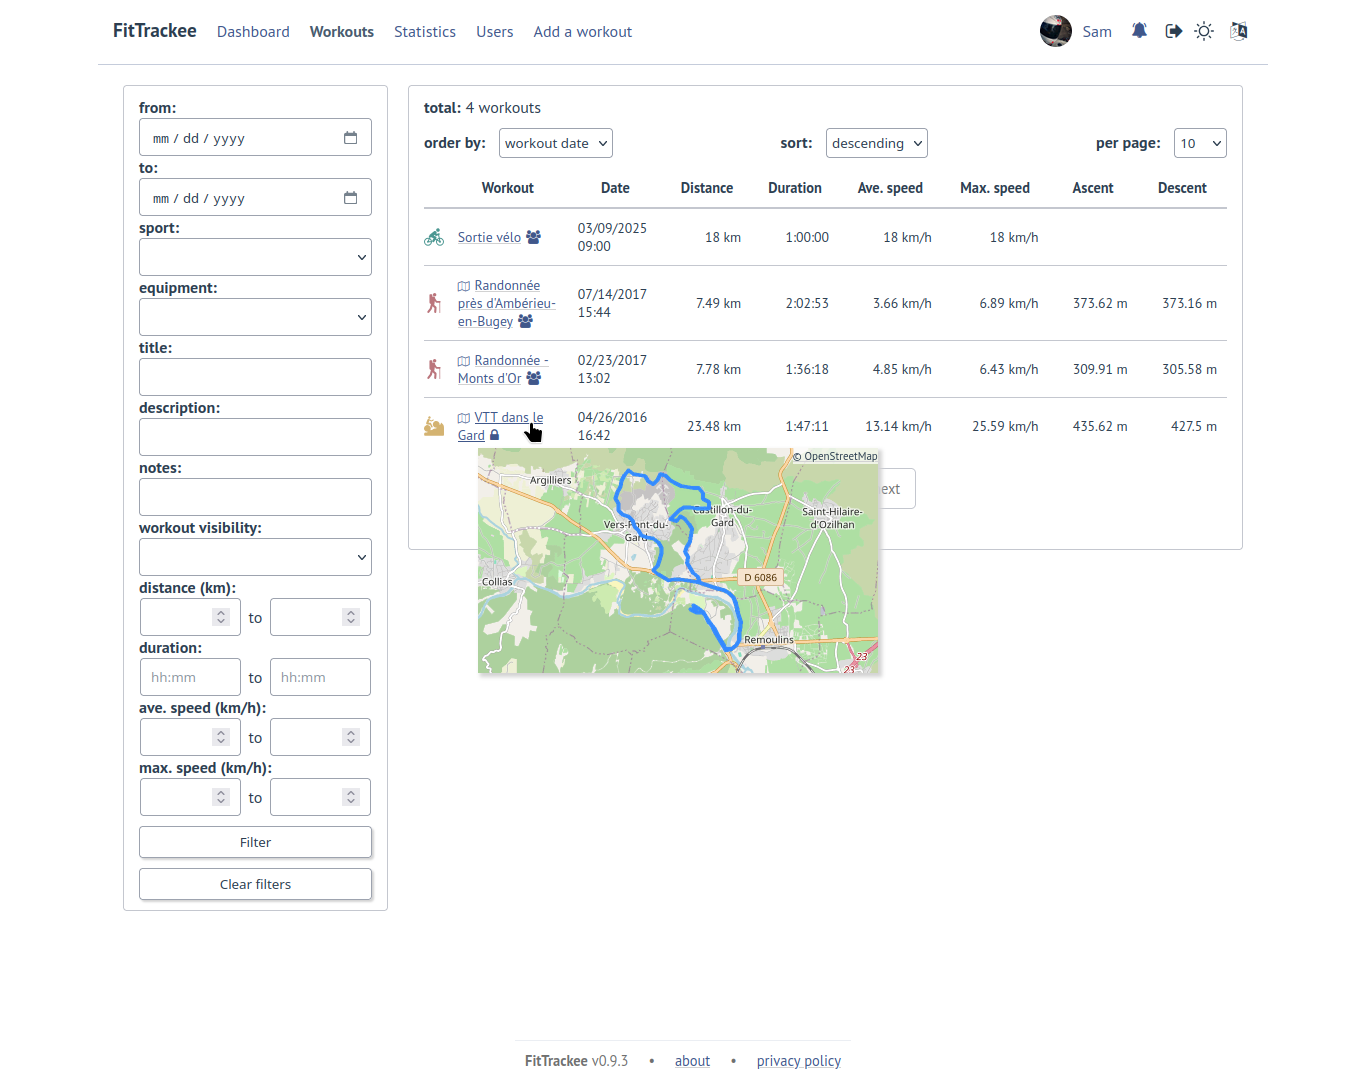 FitTrackee Dashboard Workouts Statistics Users Add a workout Sam
from:
mm / dd / yyyy
to:
mm / dd / yyyy
sport:
equipment:
title:
description:
notes:
workout visibility:
distance (km):
to
duration:
hh:mm to hh:mm
ave. speed (km/h):
to
max. speed (km/h):
to
Filter
Clear filters
total: 4 workouts
order by: workout date sort: descending per page: 10
Workout Date Distance Duration Ave. speed Max. speed Ascent Descent
Sortie vélo 03/09/2025 09:00 18 km 1:00:00 18 km/h 18 km/h
Randonnée près d'Ambérieu-en-Bugey 07/14/2017 15:44 7.49 km 2:02:53 3.66 km/h 6.89 km/h 373.62 m 373.16 m
Randonnée - Monts d'Or 02/23/2017 13:02 7.78 km 1:36:18 4.85 km/h 6.43 km/h 309.91 m 305.58 m
VTT dans le Gard 04/26/2016 16:42 23.48 km 1:47:11 13.14 km/h 25.59 km/h 435.62 m 427.5 m
© OpenStreetMap
Argilliers
Vers-Pont-du-Gard
Castillon-du-Gard
Saint-Hilaire-d'Ozilhan
Collias
D 6086
Remoulins
23
23
ext
FitTrackee v0.9.3 • about • privacy policy